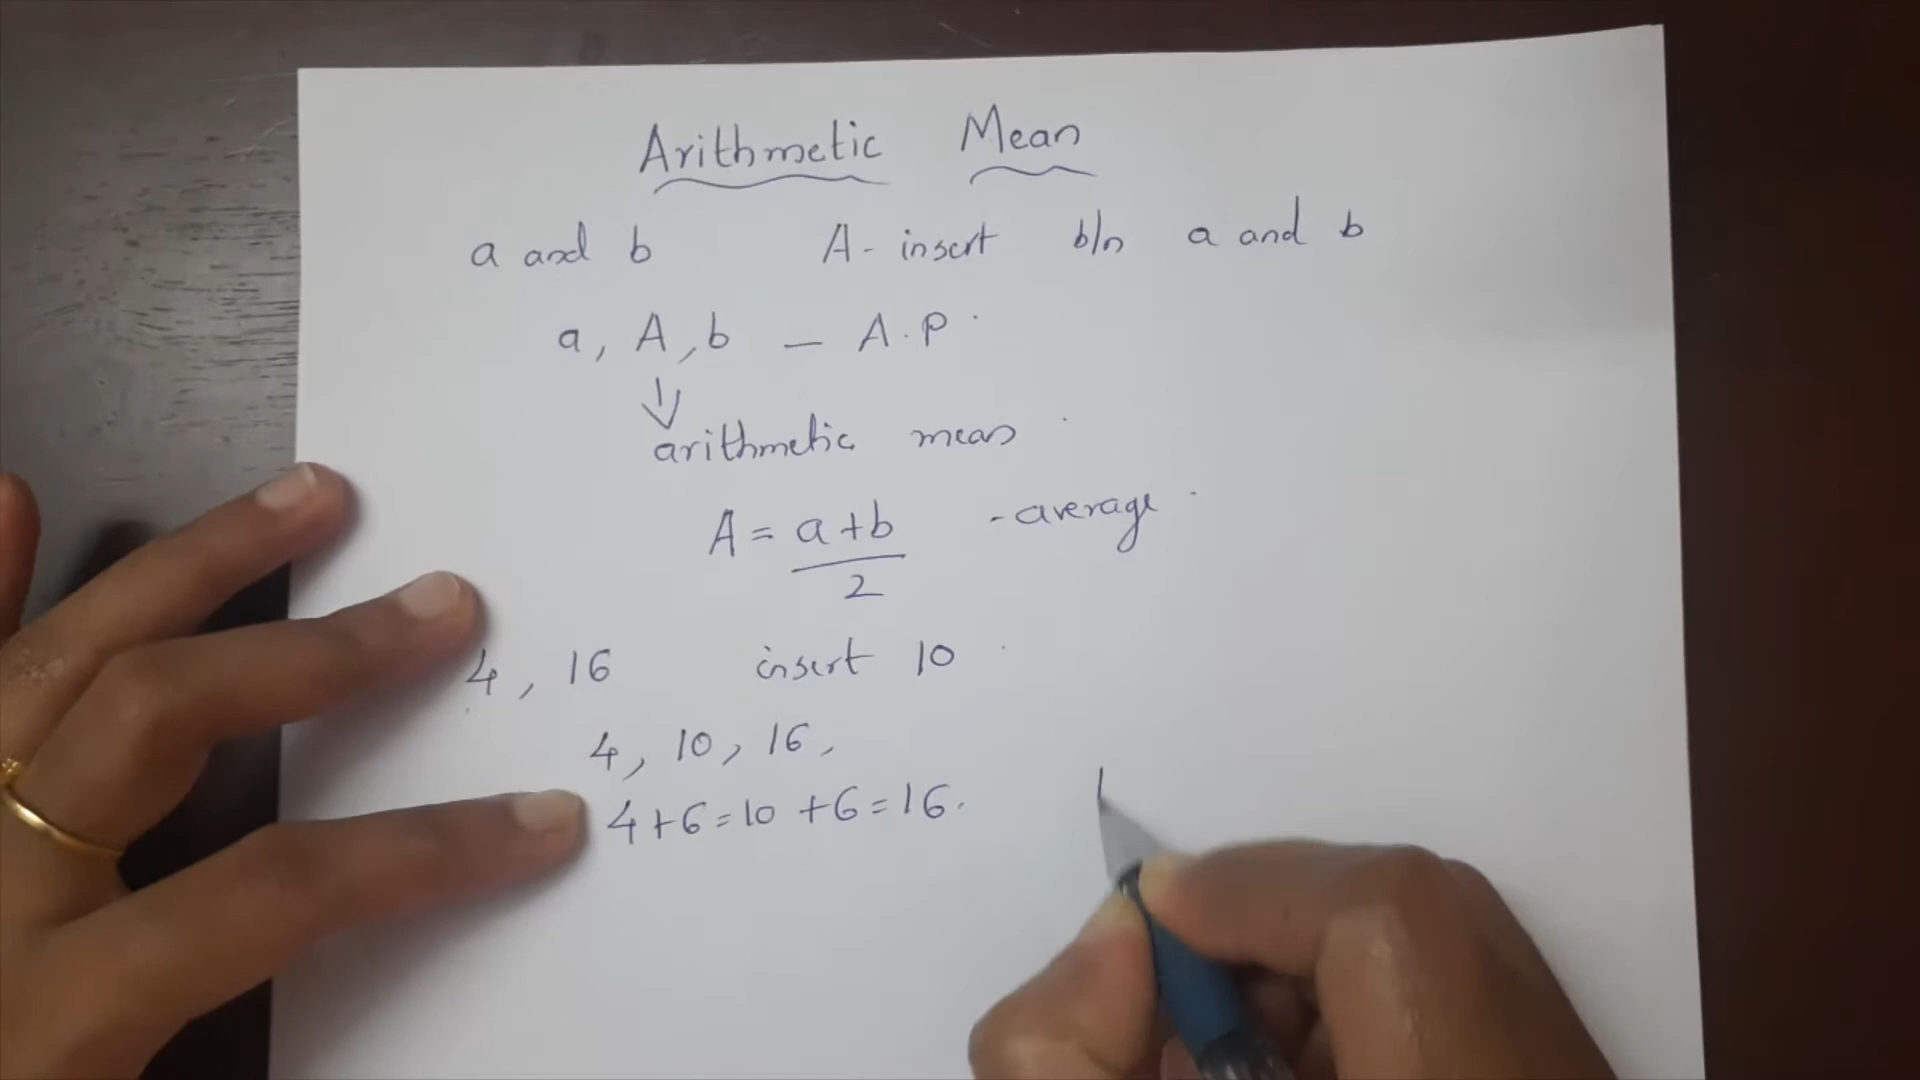 Arithmetic Mean
a and b A - insert b/n a and b
a, A, b - A.P.
arithmetic mean.
A = a+b - average.
2
4, 16 insert 10.
4, 10, 16,
4+6=10 +6=16.